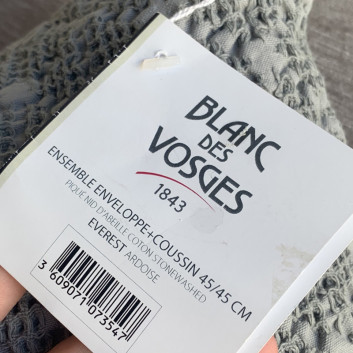 BLANC
DES
VOSGES
1843
ENSEMBLE ENVELOPPE+COUSSIN 45/45 CM
PIQUÉ NID D'ABEILLE COTON STONEWASHED
EVEREST ARDOISE
3 609071 073547